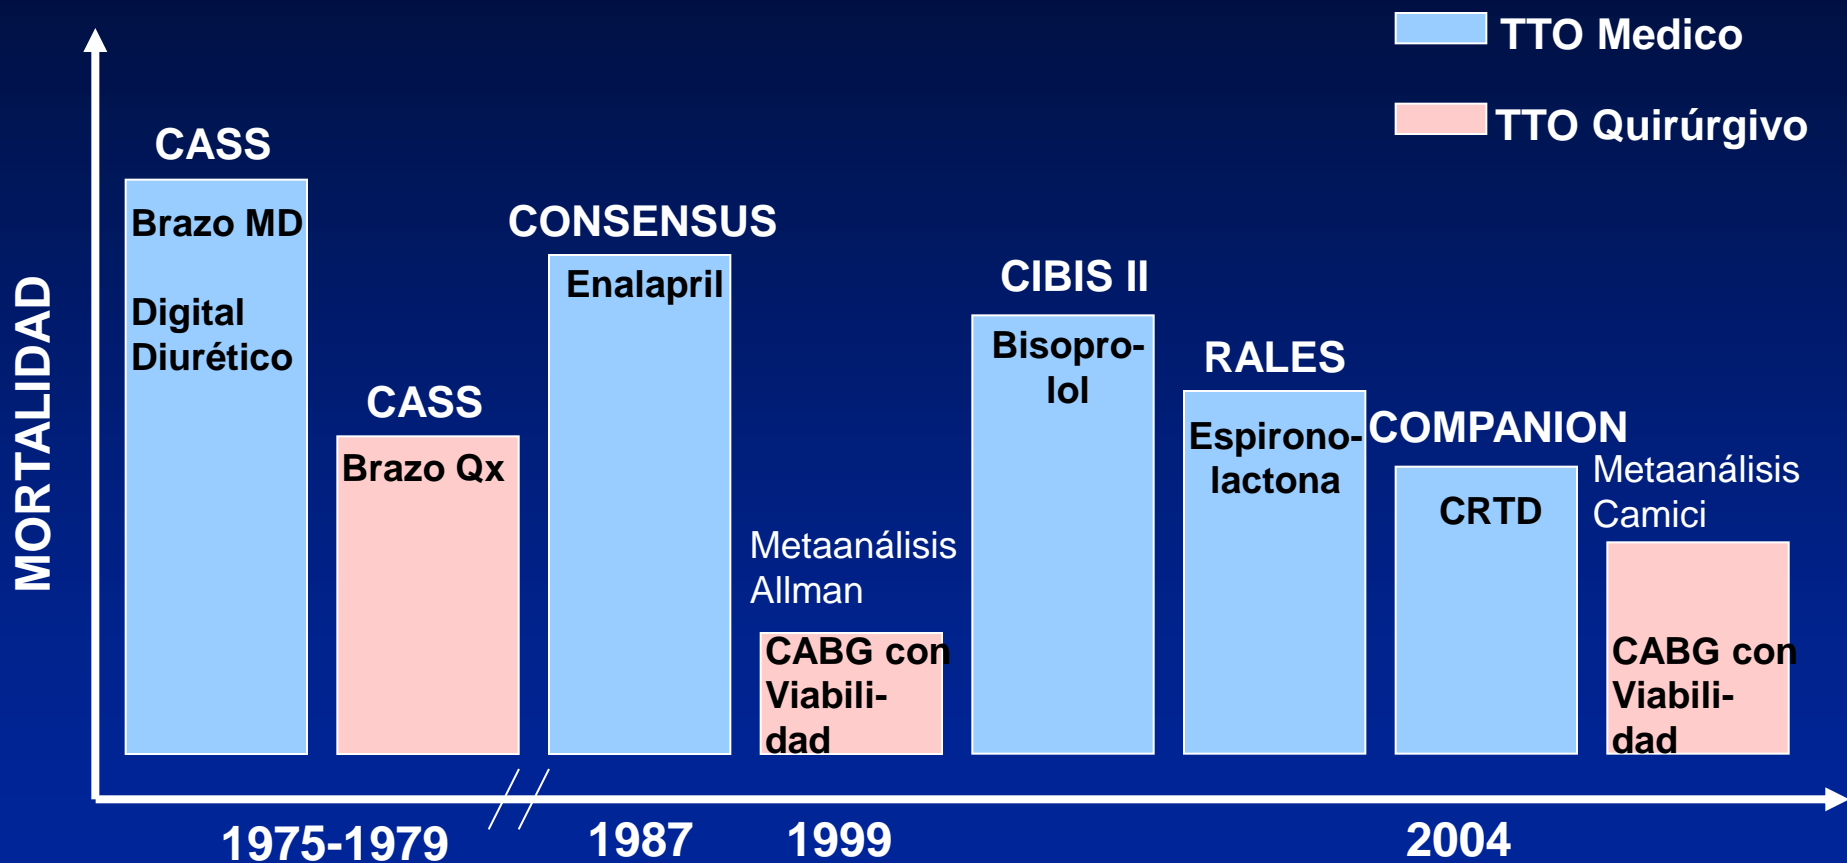 TTO Medico
TTO Quirúrgivo
MORTALIDAD
CASS
Brazo MD
Digital
Diurético
CASS
Brazo Qx
CONSENSUS
Enalapril
Metaanálisis
Allman
CABG con
Viabili-
dad
CIBIS II
Bisopro-
lol
RALES
Espirono-
lactona
COMPANION
CRTD
Metaanálisis
Camici
CABG con
Viabili-
dad
1975-1979
1987
1999
2004